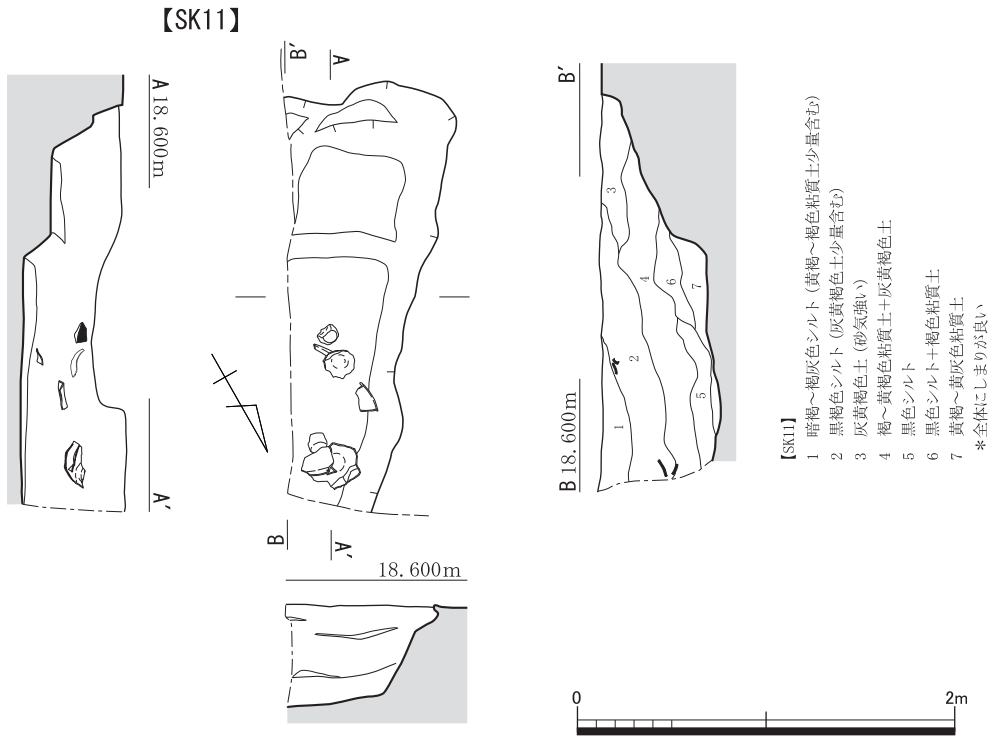 【SK11】
B'
A
A 18.600m
A'
B
A'
18.600m
B'
B 18.600m
3
4
6
7
2
5
1
【SK11】
1 暗褐～褐灰色シルト（黄褐～褐色粘質土少量含む）
2 黒褐色シルト（灰黄褐色土少量含む）
3 灰黄褐色土（砂気強い）
4 褐～黄褐色粘質土＋灰黄褐色土
5 黒色シルト
6 黒色シルト＋褐色粘質土
7 黄褐～黄灰色粘質土
＊全体にしまりが良い
0 2m